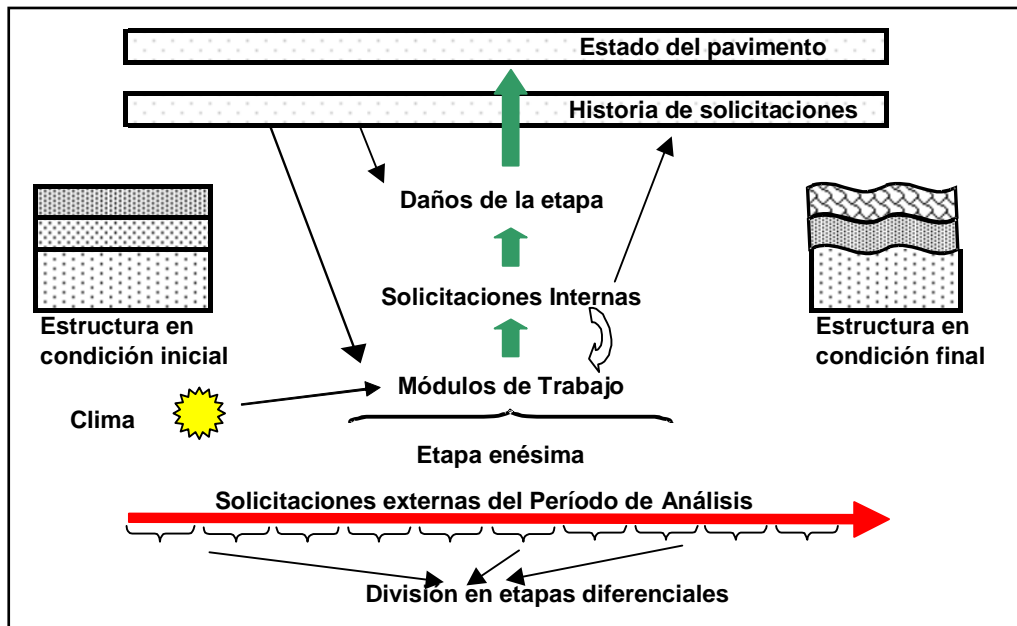 Estado del pavimento
Historia de solicitaciones
Daños de la etapa
Solicitaciones Internas
Estructura en
condición inicial
Estructura en
condición final
Módulos de Trabajo
Clima
Etapa enésima
Solicitaciones externas del Período de Análisis
División en etapas diferenciales